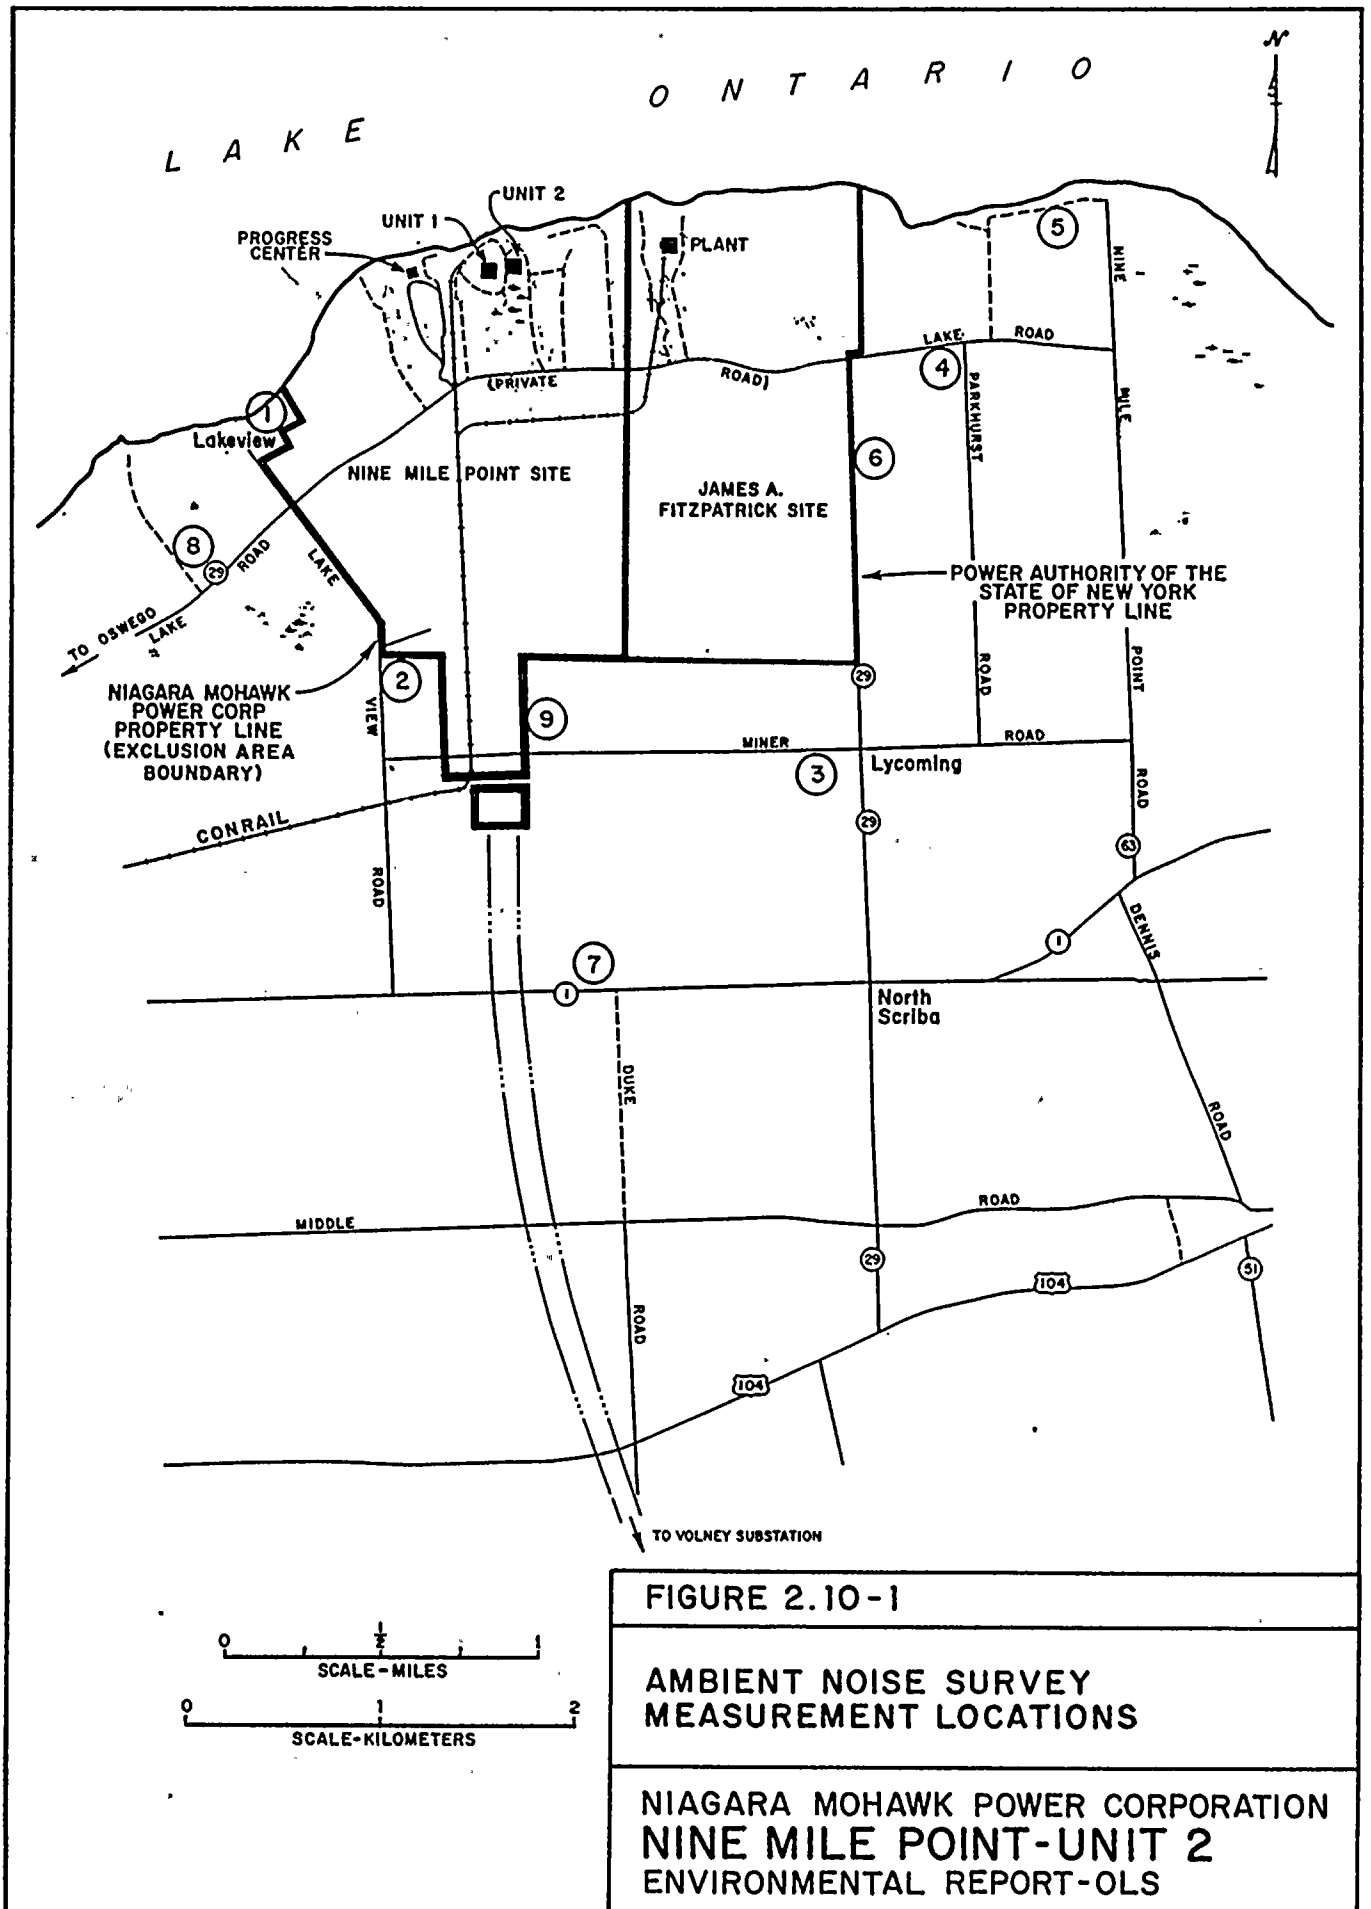 N
LAKE ONTARIO
UNIT 2
UNIT 1
PROGRESS
CENTER
PLANT
5
NINE
MILE
POINT
ROAD
LAKE ROAD
4
(PRIVATE
ROAD)
PARKHURST
ROAD
1
Lakeview
NINE MILE POINT SITE
6
JAMES A.
FITZPATRICK SITE
8
29
ROAD
LAKE
LAKE
TO OSWEGO
POWER AUTHORITY OF THE
STATE OF NEW YORK
PROPERTY LINE
2
VIEW
ROAD
29
NIAGARA MOHAWK
POWER CORP
PROPERTY LINE
(EXCLUSION AREA
BOUNDARY)
9
MINER ROAD
3
Lycoming
CONRAIL
29
63
DENNIS
ROAD
1
7
1
North
Scriba
DUKE
ROAD
MIDDLE ROAD
29
104
51
104
TO VOLNEY SUBSTATION
0 1/2 1
SCALE-MILES
0 1 2
SCALE-KILOMETERS
FIGURE 2.10-1
AMBIENT NOISE SURVEY
MEASUREMENT LOCATIONS
NIAGARA MOHAWK POWER CORPORATION
NINE MILE POINT-UNIT 2
ENVIRONMENTAL REPORT-OLS